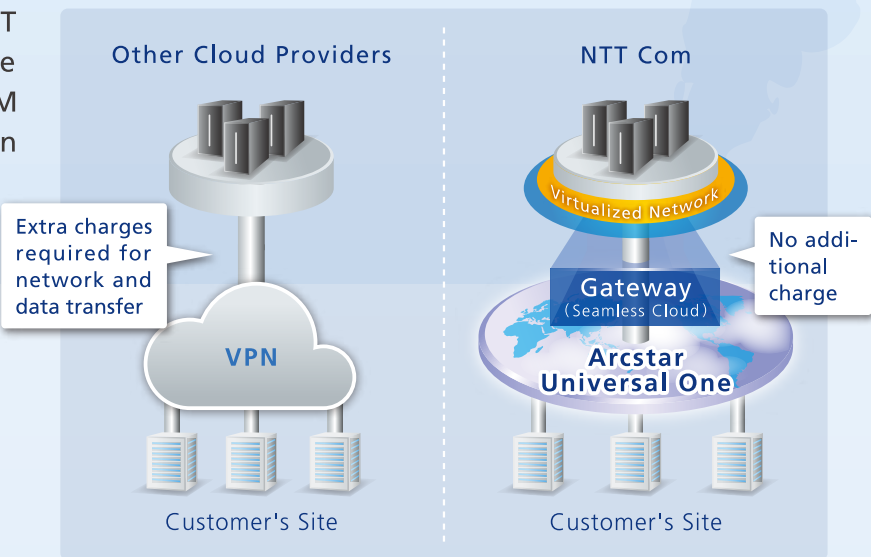 T
e
M
n
Other Cloud Providers
Extra charges
required for
network and
data transfer
VPN
Customer's Site
NTT Com
Virtualized Network
No addi-
tional
charge
Gateway
(Seamless Cloud)
Arcstar
Universal One
Customer's Site